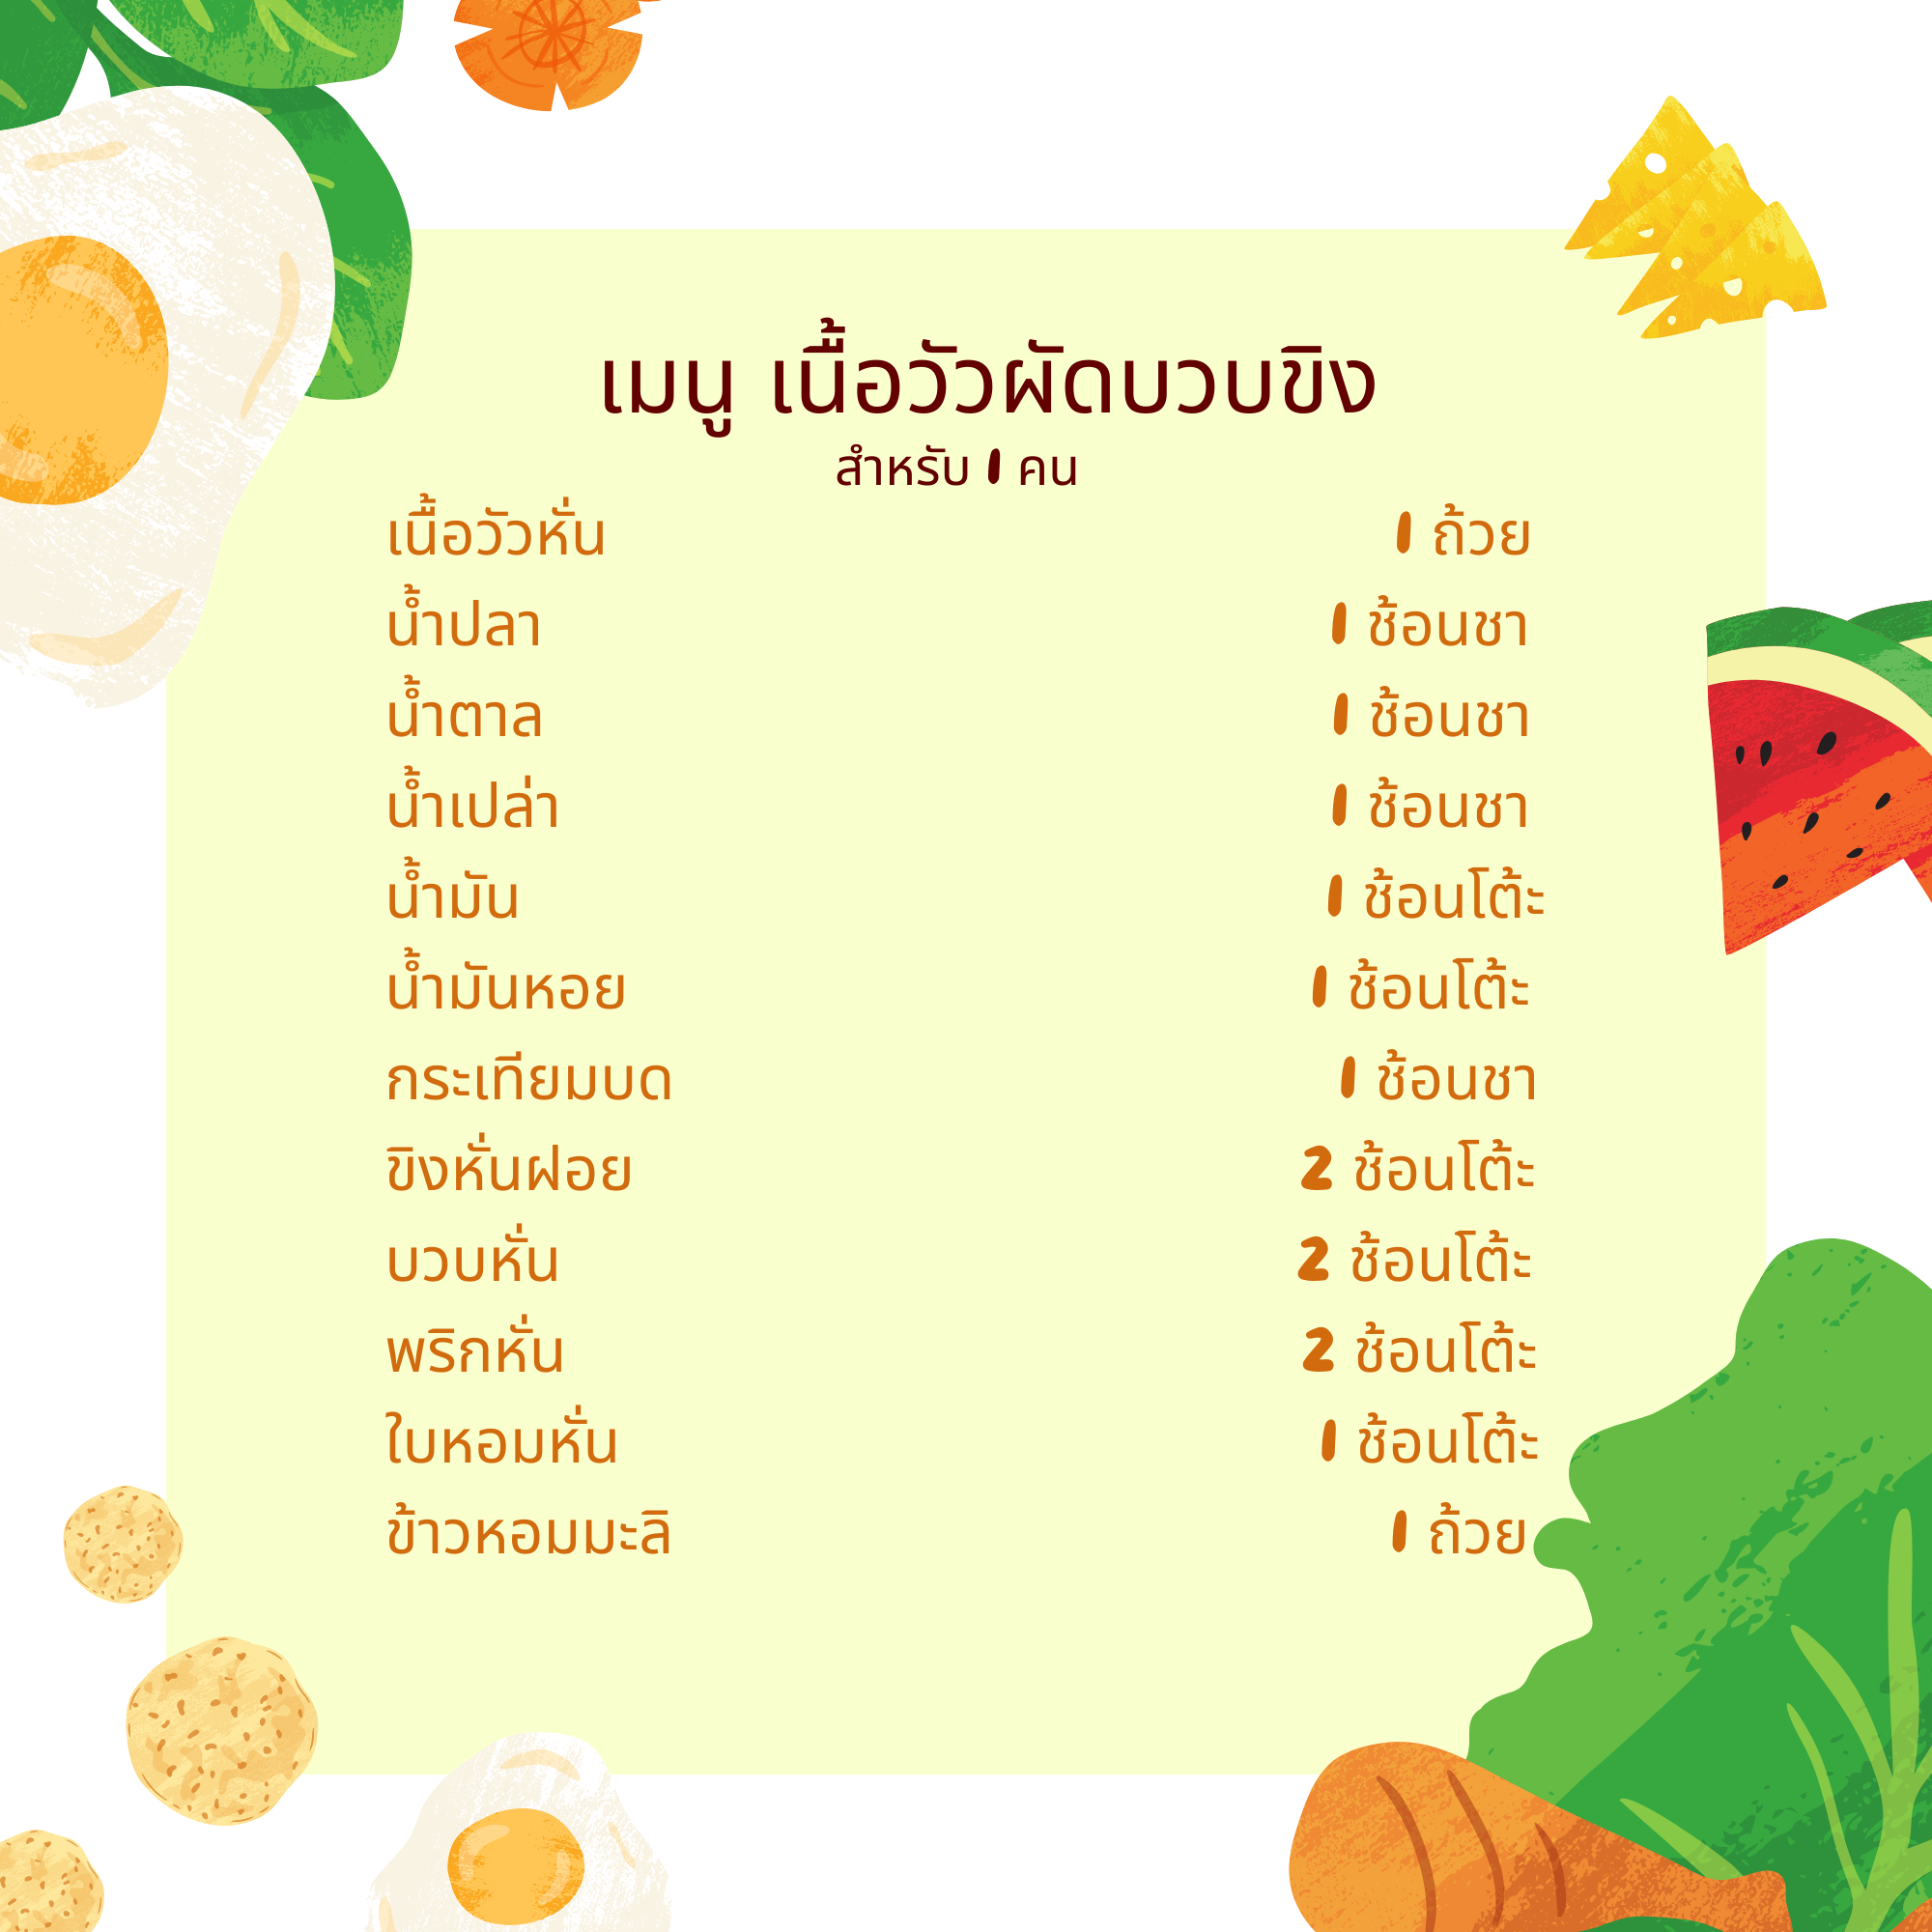 เมนู เนื้อวัวผัดบวบขิง
สำหรับ 1 คน
เนื้อวัวหั่น 1 ถ้วย
น้ำปลา 1 ช้อนชา
น้ำตาล 1 ช้อนชา
น้ำเปล่า 1 ช้อนชา
น้ำมัน 1 ช้อนโต้ะ
น้ำมันหอย 1 ช้อนโต้ะ
กระเทียมบด 1 ช้อนชา
ขิงหั่นฝอย 2 ช้อนโต้ะ
บวบหั่น 2 ช้อนโต้ะ
พริกหั่น 2 ช้อนโต้ะ
ใบหอมหั่น 1 ช้อนโต้ะ
ข้าวหอมมะลิ 1 ถ้วย